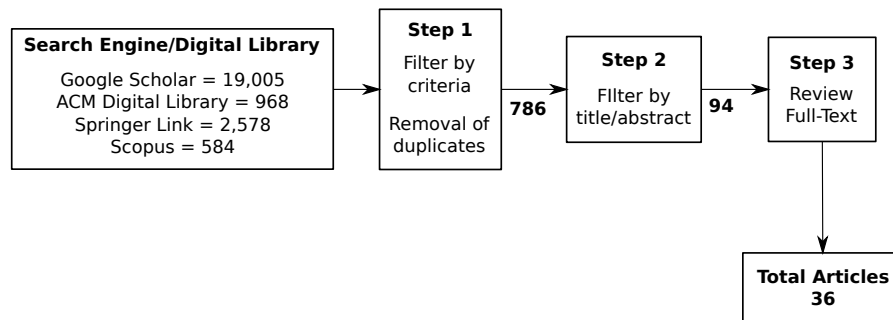 Search Engine/Digital Library
Google Scholar = 19,005
ACM Digital Library = 968
Springer Link = 2,578
Scopus = 584
Step 1
Filter by
criteria
Removal of
duplicates
786
Step 2
FIlter by
title/abstract
94
Step 3
Review
Full-Text
Total Articles
36